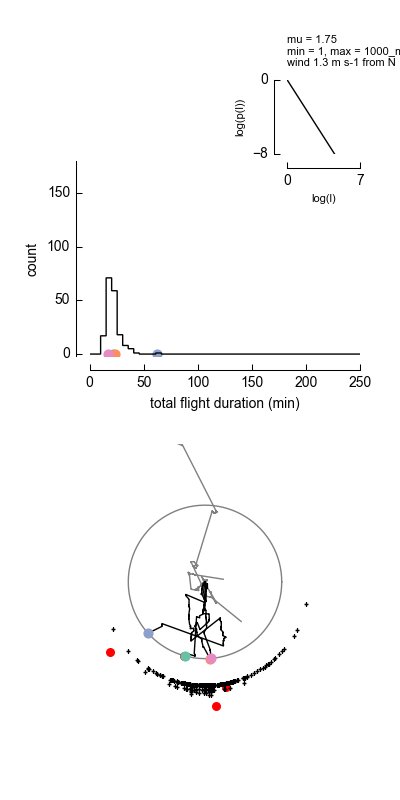 mu = 1.75
min = 1, max = 1000_m
wind 1.3 m s-1 from N
0
log(p(l))
−8
0
7
log(l)
150
100
50
0
count
0
50
100
150
200
250
total flight duration (min)